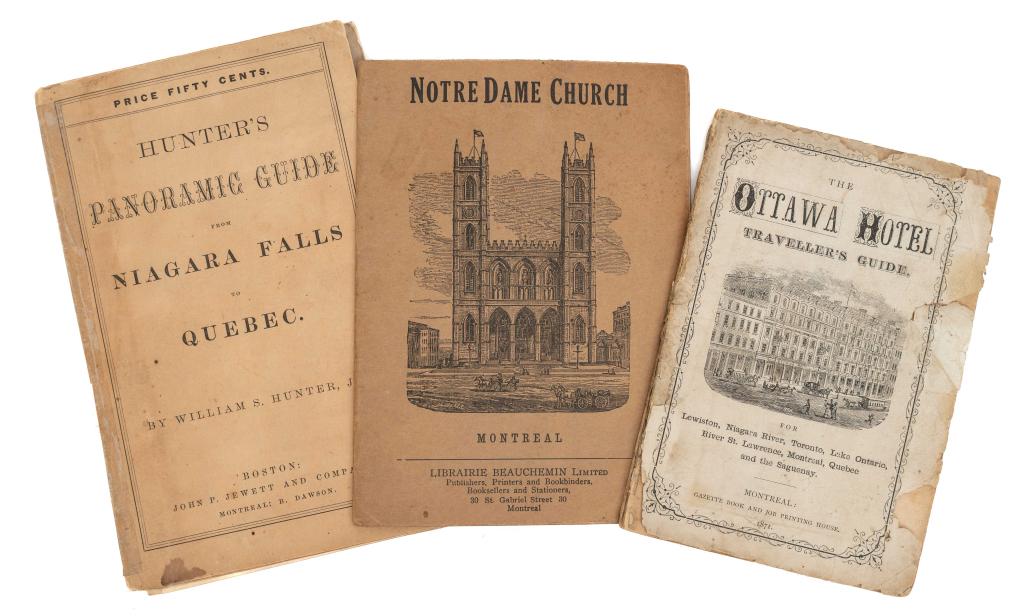 PRICE FIFTY CENTS.
HUNTER'S
PANORAMIC GUIDE
FROM
NIAGARA FALLS
TO
QUEBEC.
BY WILLIAM S. HUNTER, J
BOSTON:
JOHN P. JEWETT AND COMPA
MONTREAL: B. DAWSON.
NOTRE DAME CHURCH
MONTREAL
LIBRAIRIE BEAUCHEMIN LIMITED
Publishers, Printers and Bookbinders,
Booksellers and Stationers,
30 St. Gabriel Street 30
Montreal
THE
OTTAWA HOTEL
TRAVELLER'S GUIDE.
FOR
Lewiston, Niagara River, Toronto, Lake Ontario,
River St. Lawrence, Montreal, Quebec
and the Saguenay.
MONTREAL:
GAZETTE BOOK AND JOB PRINTING HOUSE.
1871.